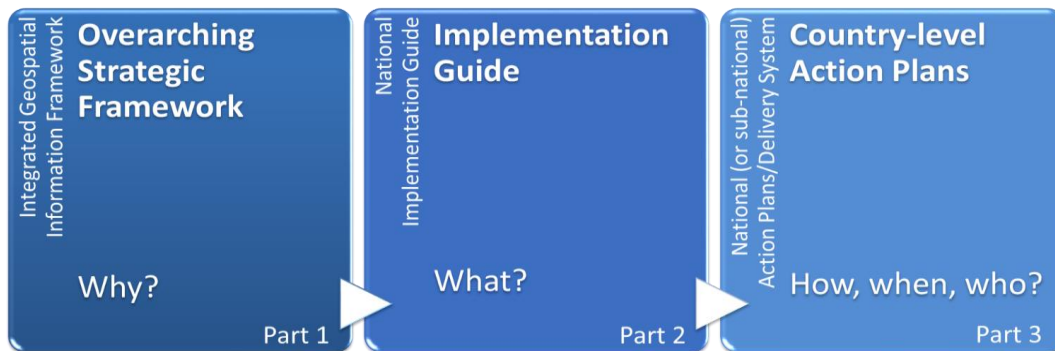 Integrated Geospatial
Information Framework
Overarching
Strategic
Framework
Why?
Part 1
National
Implementation Guide
Implementation
Guide
What?
Part 2
National (or sub-national)
Action Plans/Delivery System
Country-level
Action Plans
How, when, who?
Part 3